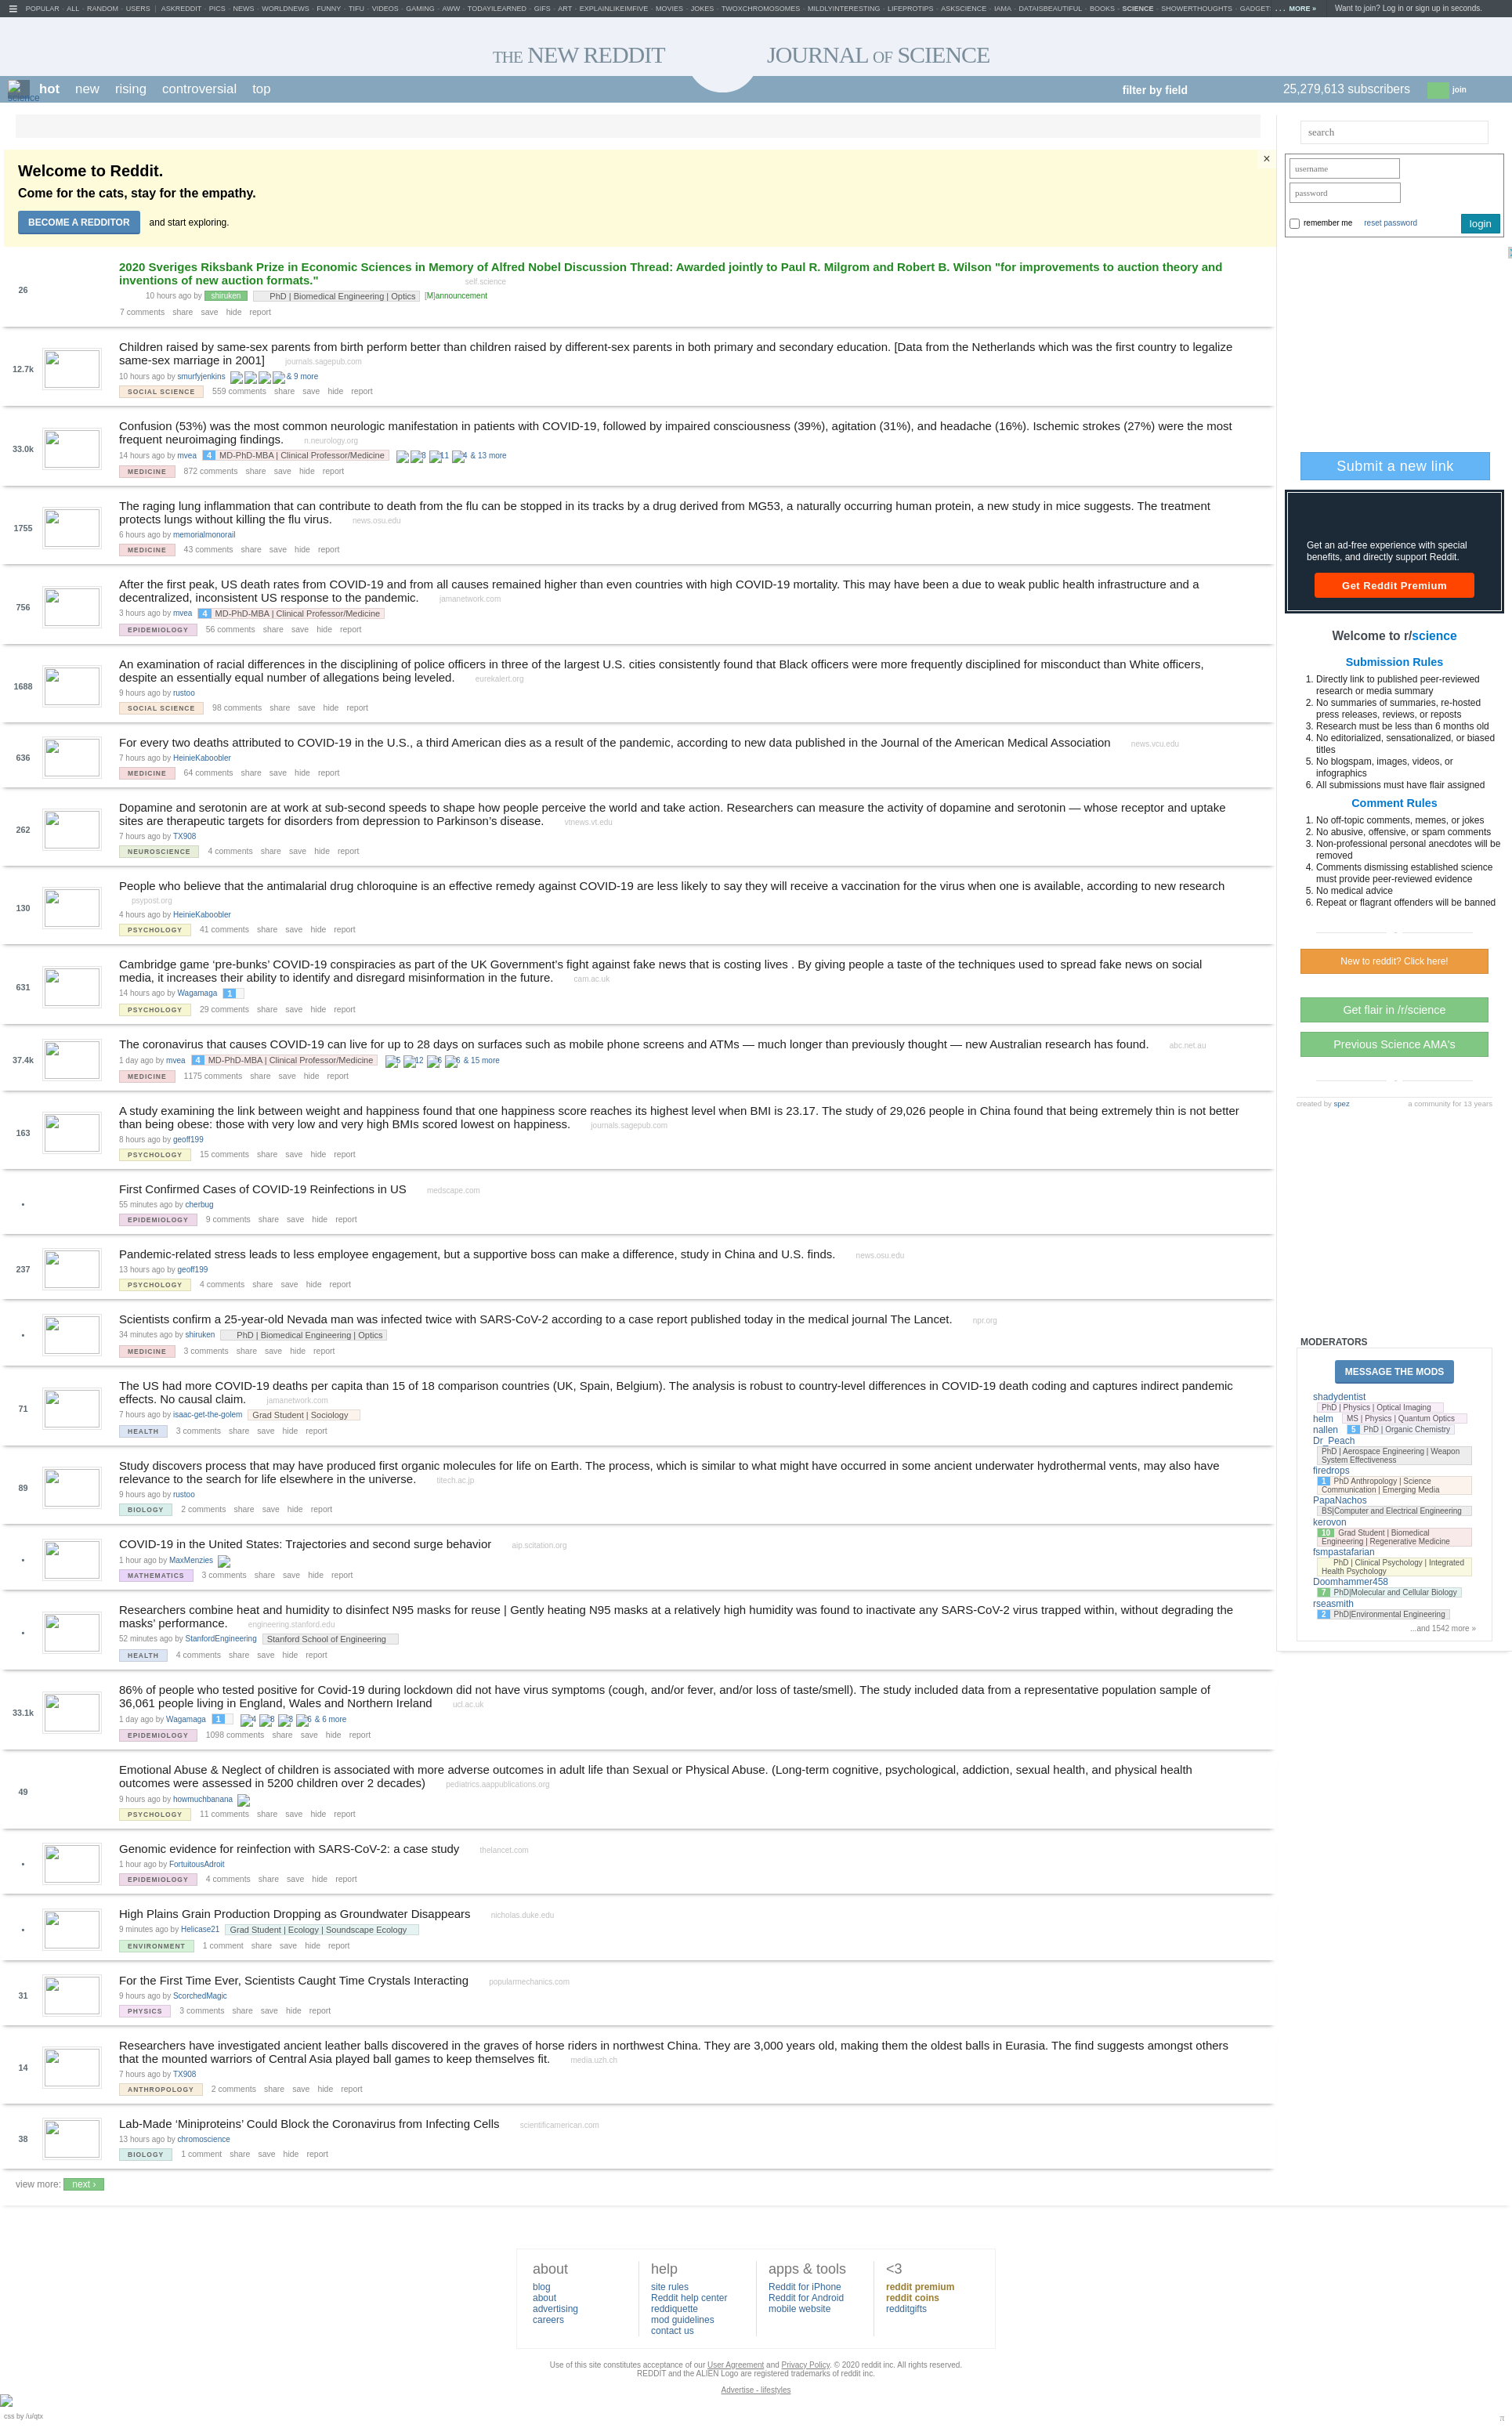 POPULAR - ALL - RANDOM - USERS | ASKREDDIT - PICS - NEWS - WORLDNEWS - FUNNY - TIFU - VIDEOS - GAMING - AWW - TODAYILEARNED - GIFS - ART - EXPLAINLIKEIMFIVE - MOVIES - JOKES - TWOXCHROMOSOMES - MILDLYINTERESTING - LIFEPROTIPS - ASKSCIENCE - IAMA - DATAISBEAUTIFUL - BOOKS - SCIENCE - SHOWERTHOUGHTS - GADGET ... MORE »
Want to join? Log in or sign up in seconds.
THE NEW REDDIT JOURNAL OF SCIENCE
science
hot new rising controversial top
filter by field
25,279,613 subscribers join
Welcome to Reddit.
Come for the cats, stay for the empathy.
BECOME A REDDITOR and start exploring.
×
26
2020 Sveriges Riksbank Prize in Economic Sciences in Memory of Alfred Nobel Discussion Thread: Awarded jointly to Paul R. Milgrom and Robert B. Wilson "for improvements to auction theory and
inventions of new auction formats." self.science
10 hours ago by shiruken PhD | Biomedical Engineering | Optics [M]announcement
7 comments share save hide report
12.7k
Children raised by same-sex parents from birth perform better than children raised by different-sex parents in both primary and secondary education. [Data from the Netherlands which was the first country to legalize
same-sex marriage in 2001] journals.sagepub.com
10 hours ago by smurfyjenkins & 9 more
SOCIAL SCIENCE 559 comments share save hide report
33.0k
Confusion (53%) was the most common neurologic manifestation in patients with COVID-19, followed by impaired consciousness (39%), agitation (31%), and headache (16%). Ischemic strokes (27%) were the most
frequent neuroimaging findings. n.neurology.org
14 hours ago by mvea 4 MD-PhD-MBA | Clinical Professor/Medicine 3 11 4 & 13 more
MEDICINE 872 comments share save hide report
1755
The raging lung inflammation that can contribute to death from the flu can be stopped in its tracks by a drug derived from MG53, a naturally occurring human protein, a new study in mice suggests. The treatment
protects lungs without killing the flu virus. news.osu.edu
6 hours ago by memorialmonorail
MEDICINE 43 comments share save hide report
756
After the first peak, US death rates from COVID-19 and from all causes remained higher than even countries with high COVID-19 mortality. This may have been a due to weak public health infrastructure and a
decentralized, inconsistent US response to the pandemic. jamanetwork.com
3 hours ago by mvea 4 MD-PhD-MBA | Clinical Professor/Medicine
EPIDEMIOLOGY 56 comments share save hide report
1688
An examination of racial differences in the disciplining of police officers in three of the largest U.S. cities consistently found that Black officers were more frequently disciplined for misconduct than White officers,
despite an essentially equal number of allegations being leveled. eurekalert.org
9 hours ago by rustoo
SOCIAL SCIENCE 98 comments share save hide report
636
For every two deaths attributed to COVID-19 in the U.S., a third American dies as a result of the pandemic, according to new data published in the Journal of the American Medical Association news.vcu.edu
7 hours ago by HeinieKaboobler
MEDICINE 64 comments share save hide report
262
Dopamine and serotonin are at work at sub-second speeds to shape how people perceive the world and take action. Researchers can measure the activity of dopamine and serotonin — whose receptor and uptake
sites are therapeutic targets for disorders from depression to Parkinson’s disease. vtnews.vt.edu
7 hours ago by TX908
NEUROSCIENCE 4 comments share save hide report
130
People who believe that the antimalarial drug chloroquine is an effective remedy against COVID-19 are less likely to say they will receive a vaccination for the virus when one is available, according to new research
psypost.org
4 hours ago by HeinieKaboobler
PSYCHOLOGY 41 comments share save hide report
631
Cambridge game ‘pre-bunks’ COVID-19 conspiracies as part of the UK Government’s fight against fake news that is costing lives . By giving people a taste of the techniques used to spread fake news on social
media, it increases their ability to identify and disregard misinformation in the future. cam.ac.uk
14 hours ago by Wagamaga 1
PSYCHOLOGY 29 comments share save hide report
37.4k
The coronavirus that causes COVID-19 can live for up to 28 days on surfaces such as mobile phone screens and ATMs — much longer than previously thought — new Australian research has found. abc.net.au
1 day ago by mvea 4 MD-PhD-MBA | Clinical Professor/Medicine 5 12 6 6 & 15 more
MEDICINE 1175 comments share save hide report
163
A study examining the link between weight and happiness found that one happiness score reaches its highest level when BMI is 23.17. The study of 29,026 people in China found that being extremely thin is not better
than being obese: those with very low and very high BMIs scored lowest on happiness. journals.sagepub.com
8 hours ago by geoff199
PSYCHOLOGY 15 comments share save hide report
•
First Confirmed Cases of COVID-19 Reinfections in US medscape.com
55 minutes ago by cherbug
EPIDEMIOLOGY 9 comments share save hide report
237
Pandemic-related stress leads to less employee engagement, but a supportive boss can make a difference, study in China and U.S. finds. news.osu.edu
13 hours ago by geoff199
PSYCHOLOGY 4 comments share save hide report
•
Scientists confirm a 25-year-old Nevada man was infected twice with SARS-CoV-2 according to a case report published today in the medical journal The Lancet. npr.org
34 minutes ago by shiruken PhD | Biomedical Engineering | Optics
MEDICINE 3 comments share save hide report
71
The US had more COVID-19 deaths per capita than 15 of 18 comparison countries (UK, Spain, Belgium). The analysis is robust to country-level differences in COVID-19 death coding and captures indirect pandemic
effects. No causal claim. jamanetwork.com
7 hours ago by isaac-get-the-golem Grad Student | Sociology
HEALTH 3 comments share save hide report
89
Study discovers process that may have produced first organic molecules for life on Earth. The process, which is similar to what might have occurred in some ancient underwater hydrothermal vents, may also have
relevance to the search for life elsewhere in the universe. titech.ac.jp
9 hours ago by rustoo
BIOLOGY 2 comments share save hide report
•
COVID-19 in the United States: Trajectories and second surge behavior aip.scitation.org
1 hour ago by MaxMenzies
MATHEMATICS 3 comments share save hide report
•
Researchers combine heat and humidity to disinfect N95 masks for reuse | Gently heating N95 masks at a relatively high humidity was found to inactivate any SARS-CoV-2 virus trapped within, without degrading the
masks’ performance. engineering.stanford.edu
52 minutes ago by StanfordEngineering Stanford School of Engineering
HEALTH 4 comments share save hide report
33.1k
86% of people who tested positive for Covid-19 during lockdown did not have virus symptoms (cough, and/or fever, and/or loss of taste/smell). The study included data from a representative population sample of
36,061 people living in England, Wales and Northern Ireland ucl.ac.uk
1 day ago by Wagamaga 1 4 8 3 6 & 6 more
EPIDEMIOLOGY 1098 comments share save hide report
49
Emotional Abuse & Neglect of children is associated with more adverse outcomes in adult life than Sexual or Physical Abuse. (Long-term cognitive, psychological, addiction, sexual health, and physical health
outcomes were assessed in 5200 children over 2 decades) pediatrics.aappublications.org
9 hours ago by howmuchbanana
PSYCHOLOGY 11 comments share save hide report
•
Genomic evidence for reinfection with SARS-CoV-2: a case study thelancet.com
1 hour ago by FortuitousAdroit
EPIDEMIOLOGY 4 comments share save hide report
•
High Plains Grain Production Dropping as Groundwater Disappears nicholas.duke.edu
9 minutes ago by Helicase21 Grad Student | Ecology | Soundscape Ecology
ENVIRONMENT 1 comment share save hide report
31
For the First Time Ever, Scientists Caught Time Crystals Interacting popularmechanics.com
9 hours ago by ScorchedMagic
PHYSICS 3 comments share save hide report
14
Researchers have investigated ancient leather balls discovered in the graves of horse riders in northwest China. They are 3,000 years old, making them the oldest balls in Eurasia. The find suggests amongst others
that the mounted warriors of Central Asia played ball games to keep themselves fit. media.uzh.ch
7 hours ago by TX908
ANTHROPOLOGY 2 comments share save hide report
38
Lab-Made ‘Miniproteins’ Could Block the Coronavirus from Infecting Cells scientificamerican.com
13 hours ago by chromoscience
BIOLOGY 1 comment share save hide report
view more: next ›
search
username
password
remember me reset password login
Submit a new link
Get an ad-free experience with special
benefits, and directly support Reddit.
Get Reddit Premium
Welcome to r/science
Submission Rules
1. Directly link to published peer-reviewed
research or media summary
2. No summaries of summaries, re-hosted
press releases, reviews, or reposts
3. Research must be less than 6 months old
4. No editorialized, sensationalized, or biased
titles
5. No blogspam, images, videos, or
infographics
6. All submissions must have flair assigned
Comment Rules
1. No off-topic comments, memes, or jokes
2. No abusive, offensive, or spam comments
3. Non-professional personal anecdotes will be
removed
4. Comments dismissing established science
must provide peer-reviewed evidence
5. No medical advice
6. Repeat or flagrant offenders will be banned
New to reddit? Click here!
Get flair in /r/science
Previous Science AMA's
created by spez a community for 13 years
MODERATORS
MESSAGE THE MODS
shadydentist
PhD | Physics | Optical Imaging
helm MS | Physics | Quantum Optics
nallen 5 PhD | Organic Chemistry
Dr_Peach
PhD | Aerospace Engineering | Weapon
System Effectiveness
firedrops
1 PhD Anthropology | Science
Communication | Emerging Media
PapaNachos
BS|Computer and Electrical Engineering
kerovon
10 Grad Student | Biomedical
Engineering | Regenerative Medicine
fsmpastafarian
PhD | Clinical Psychology | Integrated
Health Psychology
Doomhammer458
7 PhD|Molecular and Cellular Biology
rseasmith
2 PhD|Environmental Engineering
...and 1542 more »
about
blog
about
advertising
careers
help
site rules
Reddit help center
reddiquette
mod guidelines
contact us
apps & tools
Reddit for iPhone
Reddit for Android
mobile website
<3
reddit premium
reddit coins
redditgifts
Use of this site constitutes acceptance of our User Agreement and Privacy Policy. © 2020 reddit inc. All rights reserved.
REDDIT and the ALIEN Logo are registered trademarks of reddit inc.
Advertise - lifestyles
css by /u/qtx
π